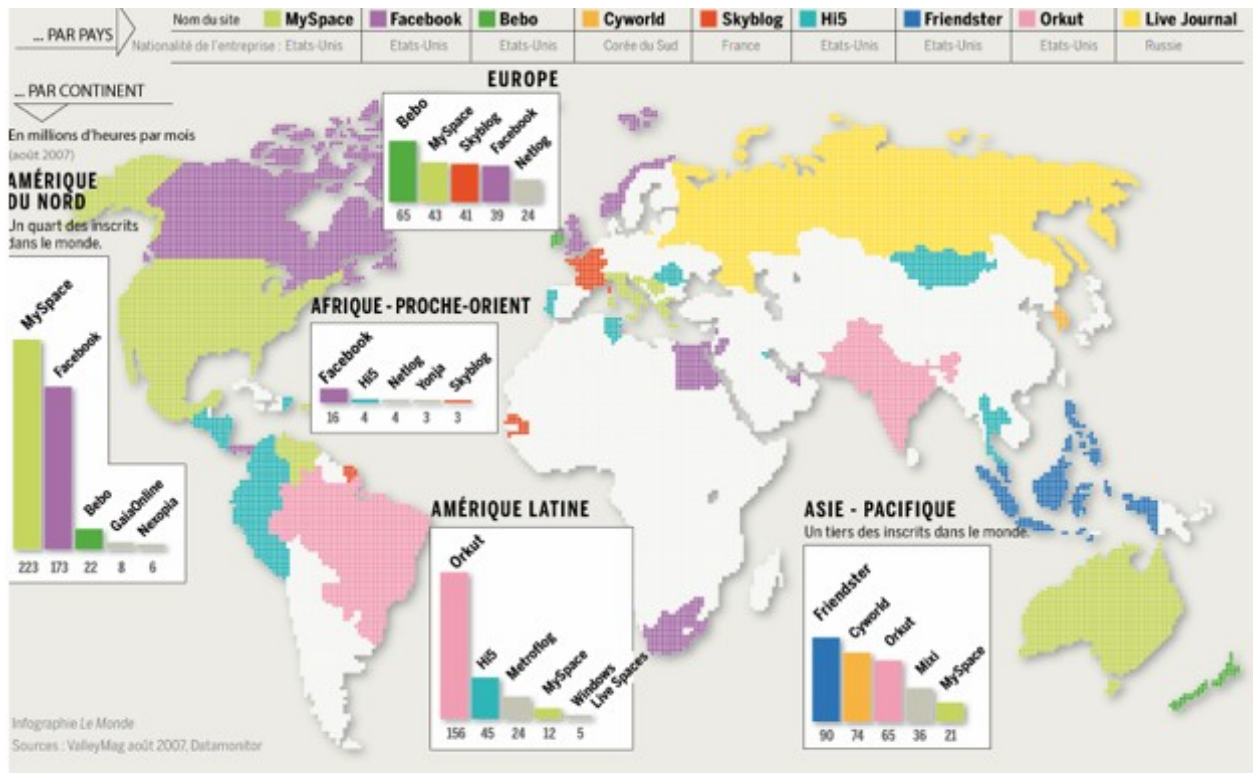 ... PAR PAYS
Nom du site MySpace Facebook Bebo Cyworld Skyblog Hi5 Friendster Orkut Live Journal
Nationalité de l'entreprise : Etats-Unis Etats-Unis Etats-Unis Corée du Sud France Etats-Unis Etats-Unis Etats-Unis Russie
... PAR CONTINENT
En millions d'heures par mois
(août 2007)
AMÉRIQUE
DU NORD
Un quart des inscrits
dans le monde.
MySpace
Facebook
Bebo
GaiaOnline
Nexopia
223 173 22 8 6
EUROPE
Bebo
MySpace
Skyblog
Facebook
Netlog
65 43 41 39 24
AFRIQUE - PROCHE-ORIENT
Facebook
Hi5
Netlog
Yonja
Skyblog
16 4 4 3 3
AMÉRIQUE LATINE
Orkut
Hi5
Metroflog
MySpace
Windows
Live Spaces
156 45 24 12 5
ASIE - PACIFIQUE
Un tiers des inscrits dans le monde.
Friendster
Cyworld
Orkut
Mixi
MySpace
90 74 65 36 21
Infographie Le Monde
Sources : ValleyMag août 2007, Datamonitor